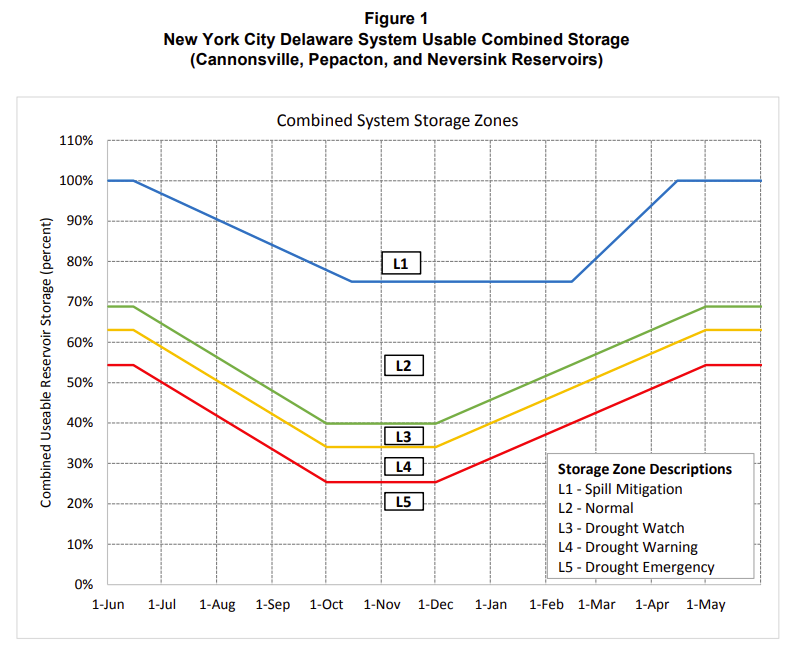 Figure 1
New York City Delaware System Usable Combined Storage
(Cannonsville, Pepacton, and Neversink Reservoirs)
Combined System Storage Zones
110%
100%
90%
80%
70%
60%
50%
40%
30%
20%
10%
0%
Combined Useable Reservoir Storage (percent)
L1
L2
L3
L4
L5
Storage Zone Descriptions
L1 - Spill Mitigation
L2 - Normal
L3 - Drought Watch
L4 - Drought Warning
L5 - Drought Emergency
1-Jun 1-Jul 1-Aug 1-Sep 1-Oct 1-Nov 1-Dec 1-Jan 1-Feb 1-Mar 1-Apr 1-May